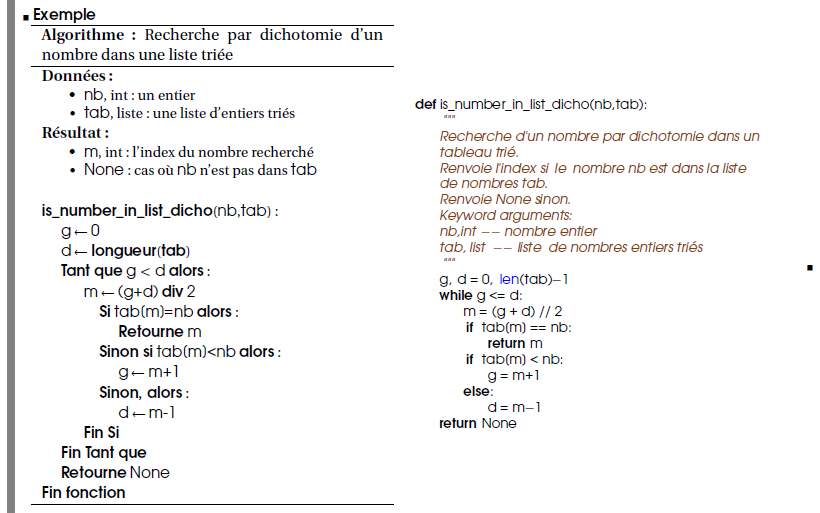 Exemple
Algorithme : Recherche par dichotomie d'un
nombre dans une liste triée
Données :
• nb, int : un entier
• tab, liste : une liste d'entiers triés
Résultat :
• m, int : l'index du nombre recherché
• None : cas où nb n'est pas dans tab
is_number_in_list_dicho(nb,tab) :
g ← 0
d ← longueur(tab)
Tant que g < d alors :
m ← (g+d) div 2
Si tab[m]=nb alors :
Retourne m
Sinon si tab[m]<nb alors :
g ← m+1
Sinon, alors :
d ← m-1
Fin Si
Fin Tant que
Retourne None
Fin fonction
def is_number_in_list_dicho(nb,tab):
"""
Recherche d'un nombre par dichotomie dans un
tableau trié.
Renvoie l'index si le nombre nb est dans la liste
de nombres tab.
Renvoie None sinon.
Keyword arguments:
nb,int −− nombre entier
tab, list −− liste de nombres entiers triés
"""
g, d = 0, len(tab)−1
while g <= d:
m = (g + d) // 2
if tab[m] == nb:
return m
if tab[m] < nb:
g = m+1
else:
d = m−1
return None